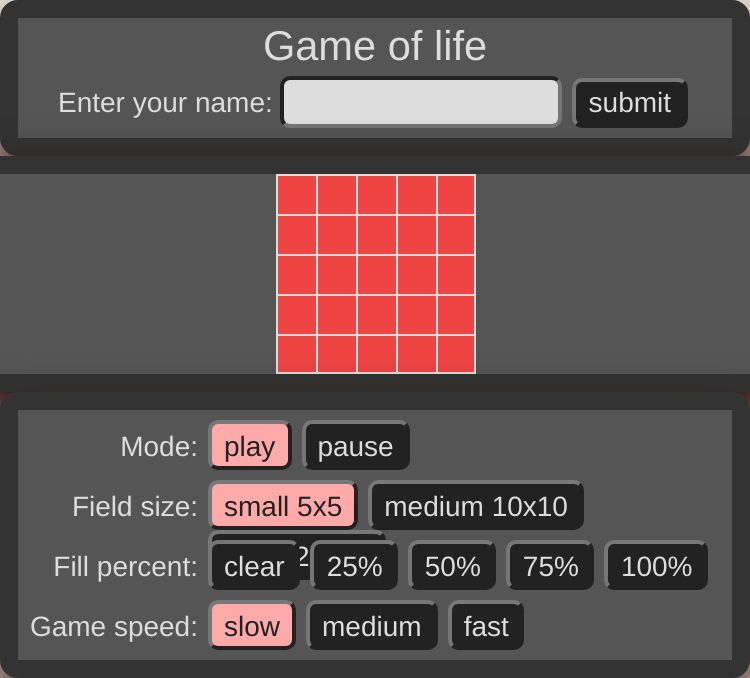 Game of life
Enter your name: submit
Mode: play pause
Field size: small 5x5 medium 10x10
Fill percent: clear 25% 50% 75% 100%
Game speed: slow medium fast